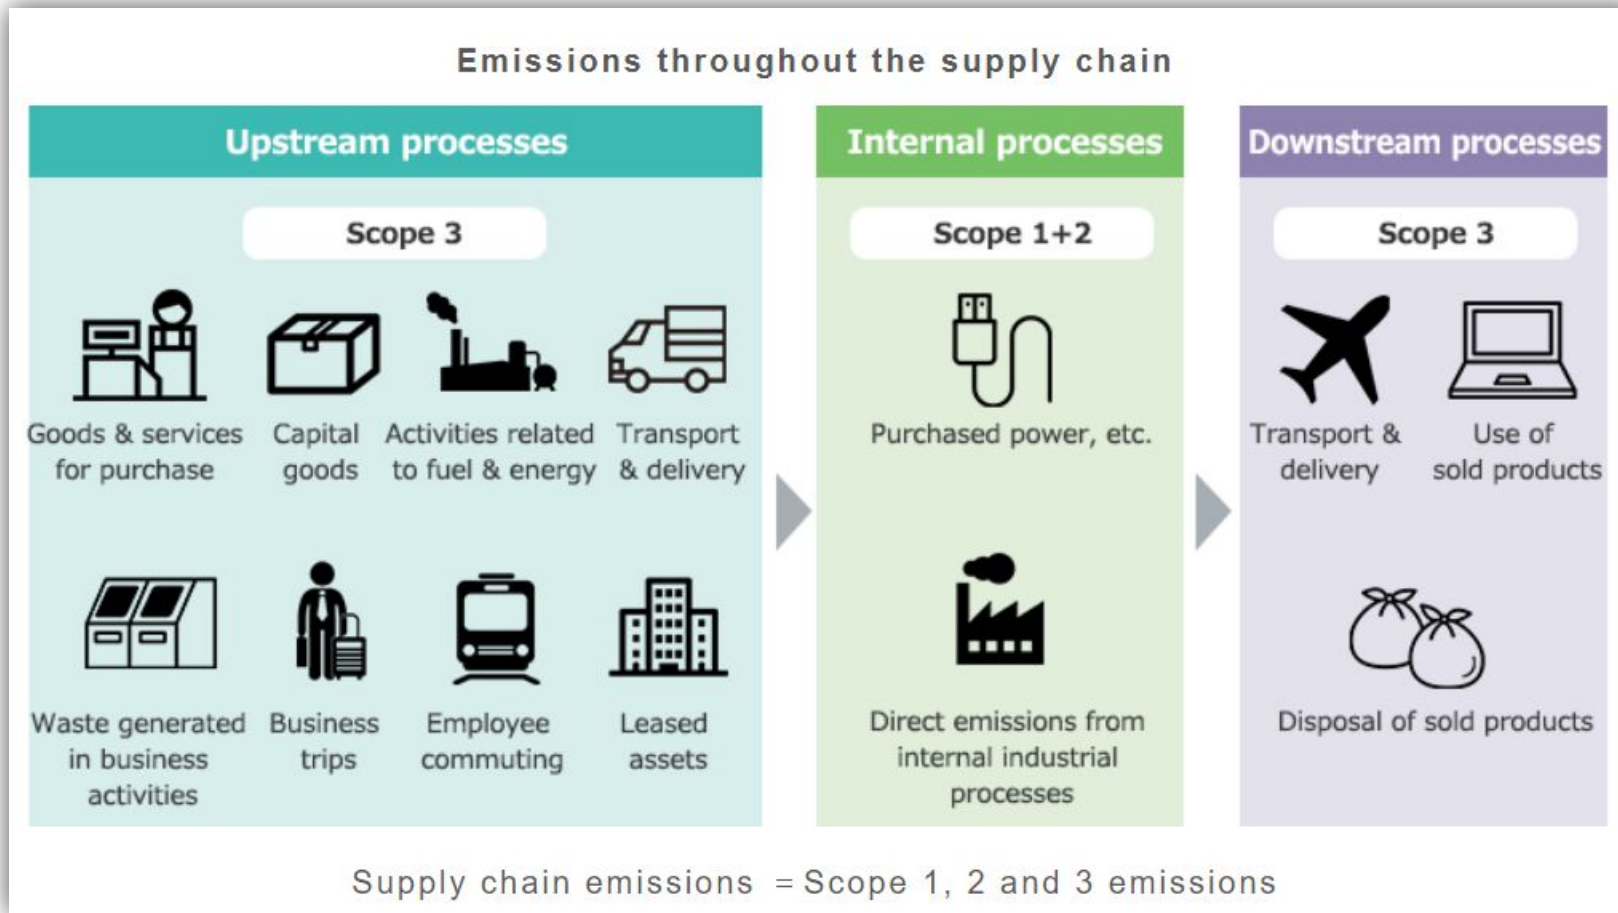 Emissions throughout the supply chain
Upstream processes
Scope 3
Goods & services
for purchase
Capital
goods
Activities related
to fuel & energy
Transport
& delivery
Waste generated
in business
activities
Business
trips
Employee
commuting
Leased
assets
Internal processes
Scope 1+2
Purchased power, etc.
Direct emissions from
internal industrial
processes
Downstream processes
Scope 3
Transport &
delivery
Use of
sold products
Disposal of sold products
Supply chain emissions = Scope 1, 2 and 3 emissions